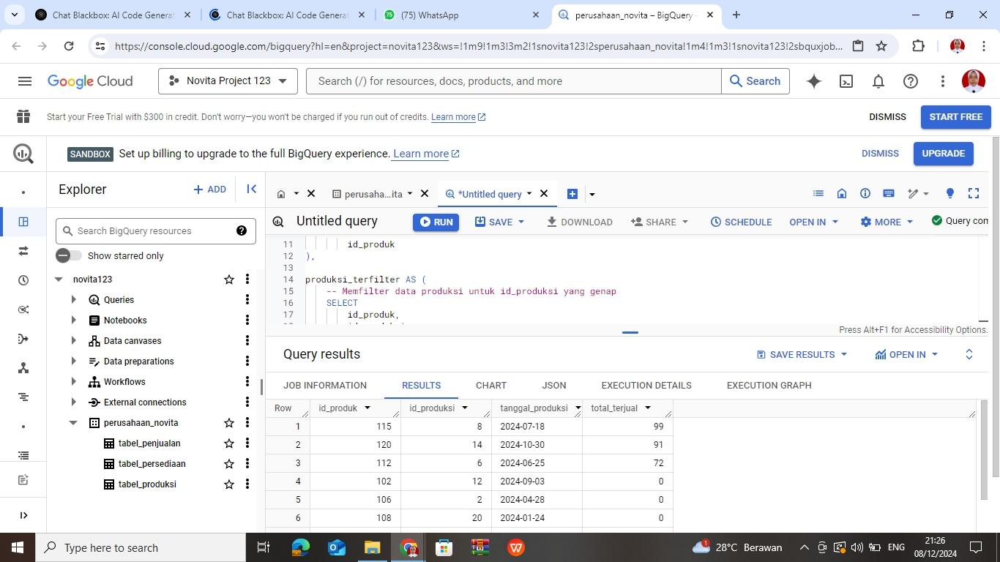 Chat Blackbox: AI Code Generat
Chat Blackbox: AI Code Generat
(75) WhatsApp
perusahaan_novita – BigQuery –
https://console.cloud.google.com/bigquery?hl=en&project=novita123&ws=!1m9!1m3!3m2!1snovita123!2sperusahaan_novita!1m4!1m3!1snovita123!2sbquxjob...
Google Cloud
Novita Project 123
Search (/) for resources, docs, products, and more
Search
Start your Free Trial with $300 in credit. Don't worry—you won't be charged if you run out of credits. Learn more
DISMISS
START FREE
SANDBOX Set up billing to upgrade to the full BigQuery experience. Learn more
DISMISS
UPGRADE
Explorer
+ ADD
Search BigQuery resources
Show starred only
novita123
Queries
Notebooks
Data canvases
Data preparations
Workflows
External connections
perusahaan_novita
tabel_penjualan
tabel_persediaan
tabel_produksi
perusaha...ita
*Untitled query
Untitled query
RUN
SAVE
DOWNLOAD
SHARE
SCHEDULE
OPEN IN
MORE
Query com
11 id_produk
12 ),
13
14 produksi_terfilter AS (
15 -- Memfilter data produksi untuk id_produksi yang genap
16 SELECT
17 id_produk,
Press Alt+F1 for Accessibility Options.
Query results
SAVE RESULTS
OPEN IN
JOB INFORMATION RESULTS CHART JSON EXECUTION DETAILS EXECUTION GRAPH
Row id_produk id_produksi tanggal_produksi total_terjual
1 115 8 2024-07-18 99
2 120 14 2024-10-30 91
3 112 6 2024-06-25 72
4 102 12 2024-09-03 0
5 106 2 2024-04-28 0
6 108 20 2024-01-24 0
Type here to search
28°C Berawan
ENG
21:26
08/12/2024